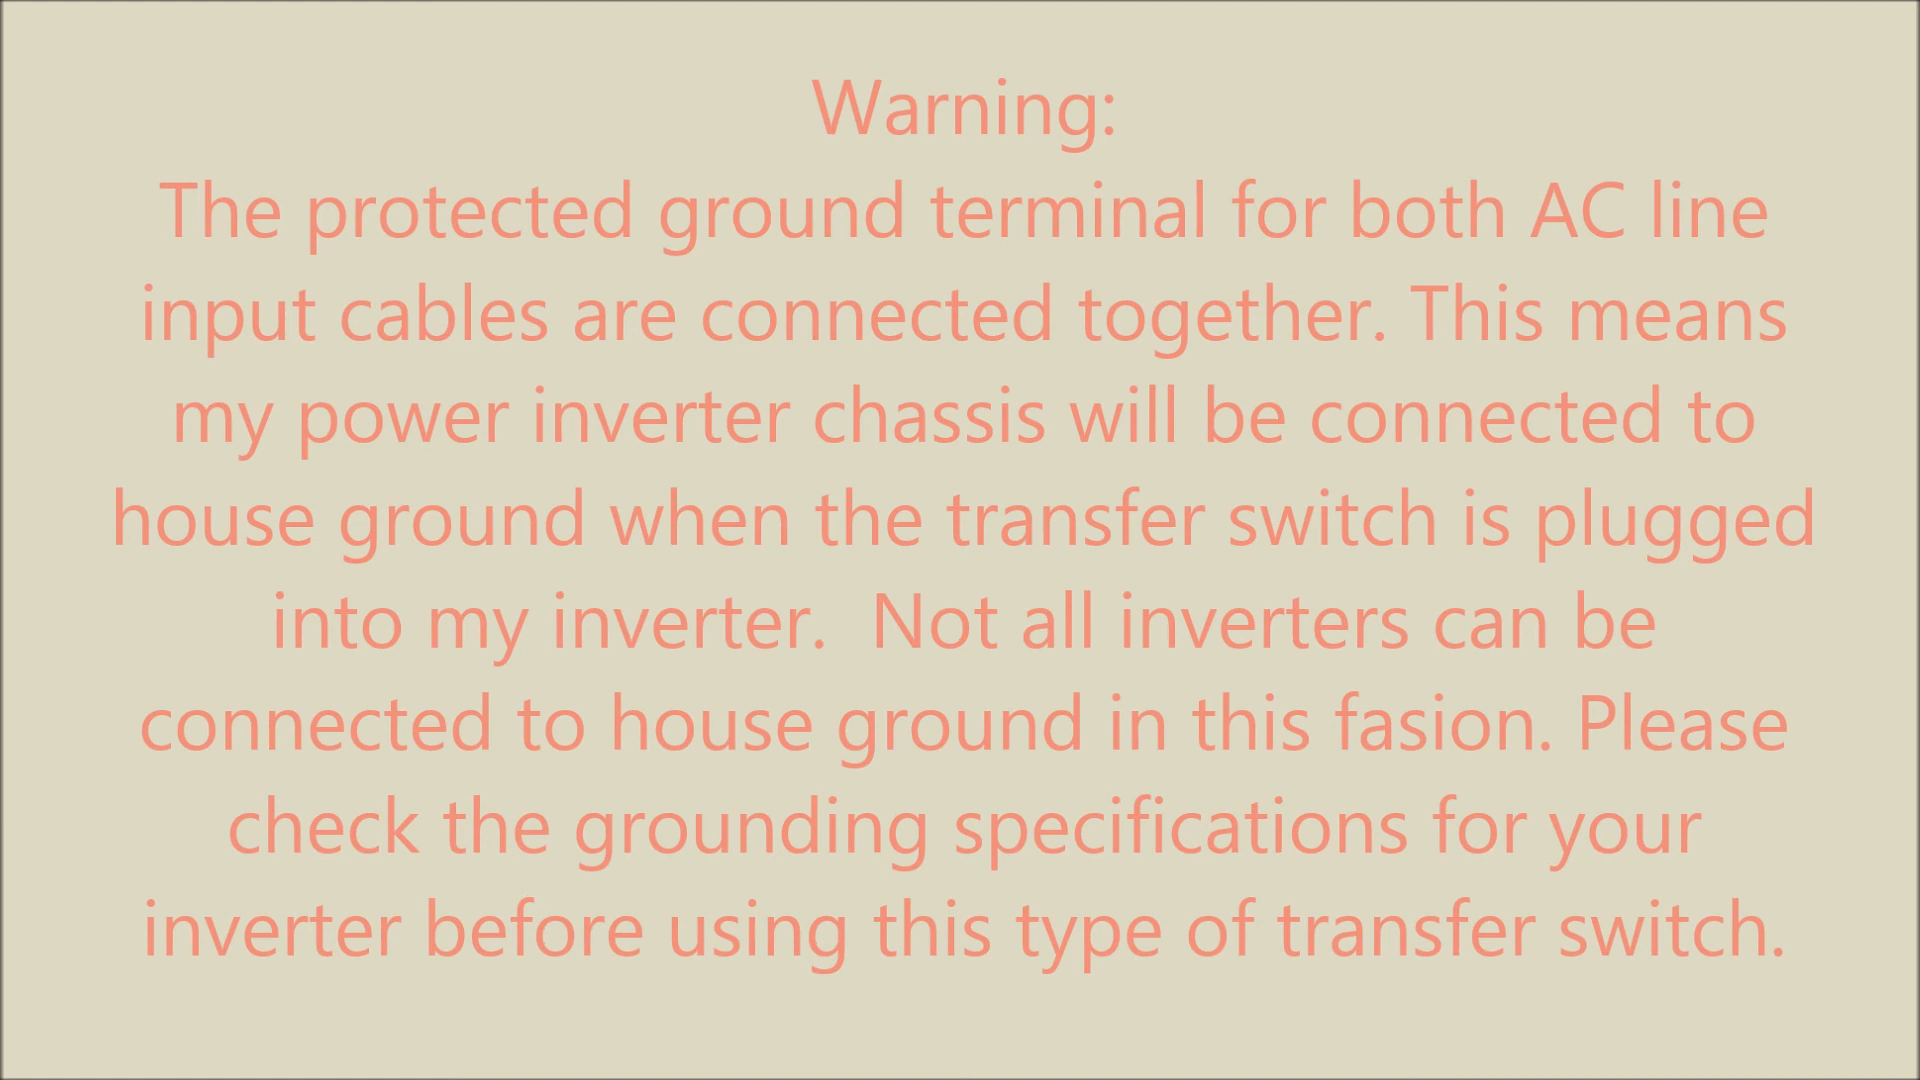 Warning:
The protected ground terminal for both AC line
input cables are connected together. This means
my power inverter chassis will be connected to
house ground when the transfer switch is plugged
into my inverter.  Not all inverters can be
connected to house ground in this fasion. Please
check the grounding specifications for your
inverter before using this type of transfer switch.